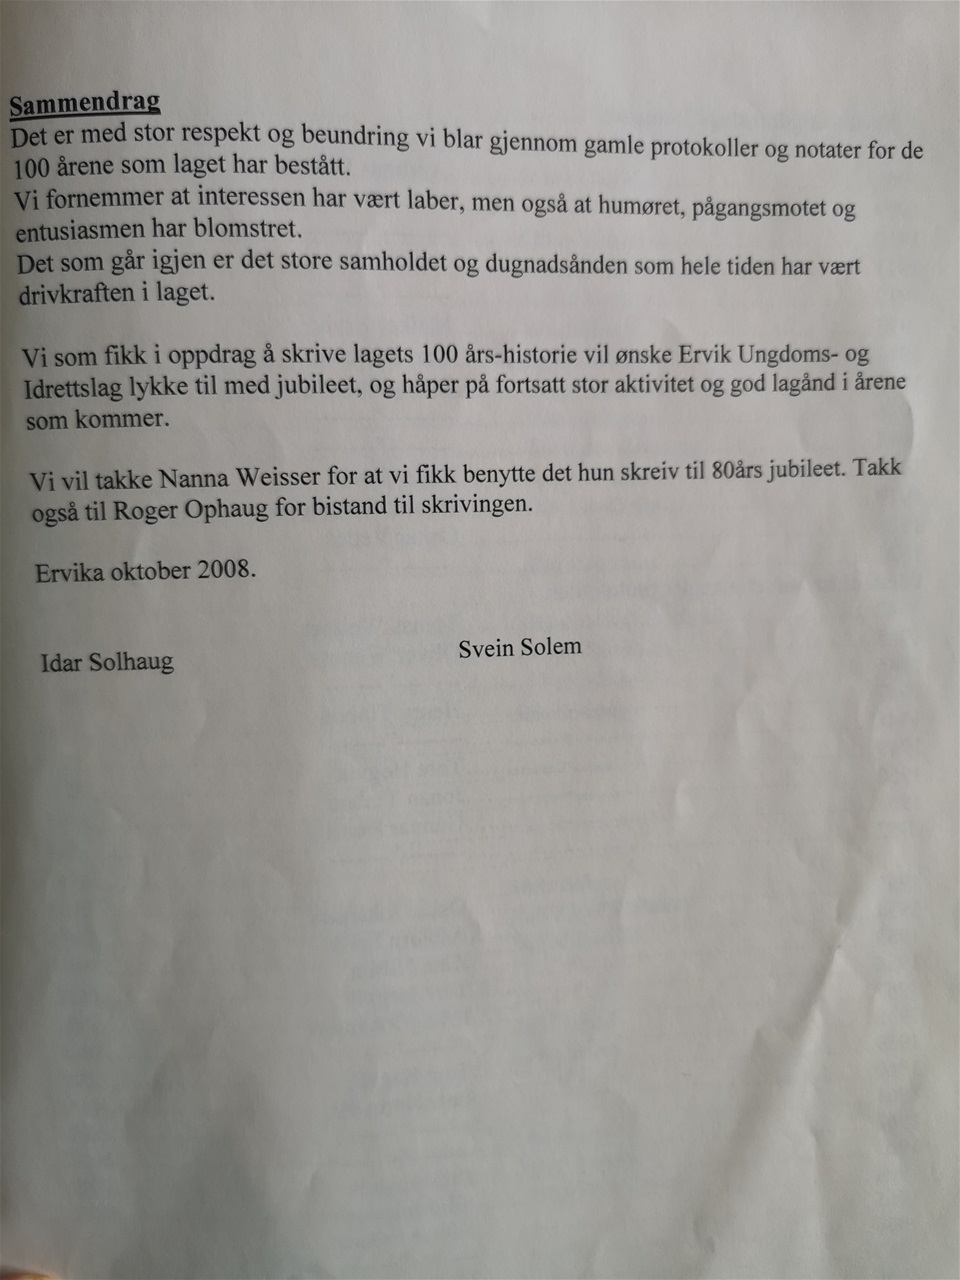 Sammendrag
Det er med stor respekt og beundring vi blar gjennom gamle protokoller og notater for de
100 årene som laget har bestått.
Vi fornemmer at interessen har vært laber, men også at humøret, pågangsmotet og
entusiasmen har blomstret.
Det som går igjen er det store samholdet og dugnadsånden som hele tiden har vært
drivkraften i laget.
Vi som fikk i oppdrag å skrive lagets 100 års-historie vil ønske Ervik Ungdoms- og
Idrettslag lykke til med jubileet, og håper på fortsatt stor aktivitet og god lagånd i årene
som kommer.
Vi vil takke Nanna Weisser for at vi fikk benytte det hun skreiv til 80års jubileet. Takk
også til Roger Ophaug for bistand til skrivingen.
Ervika oktober 2008.
Idar Solhaug Svein Solem